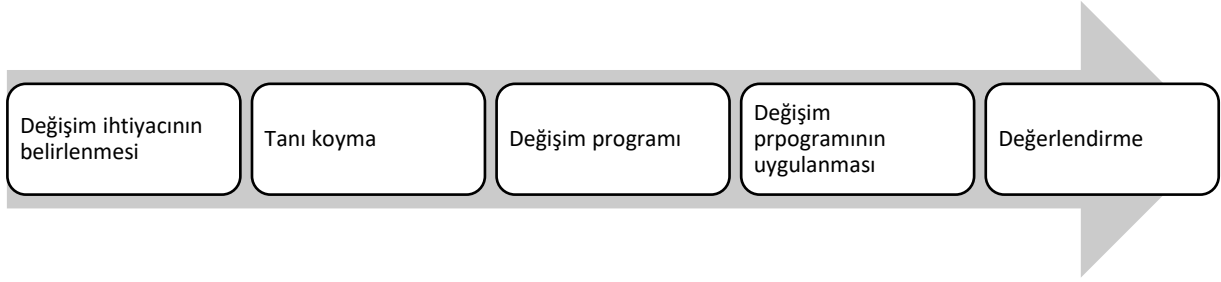 Değişim ihtiyacının
belirlenmesi
Tanı koyma
Değişim programı
Değişim
prpogramının
uygulanması
Değerlendirme